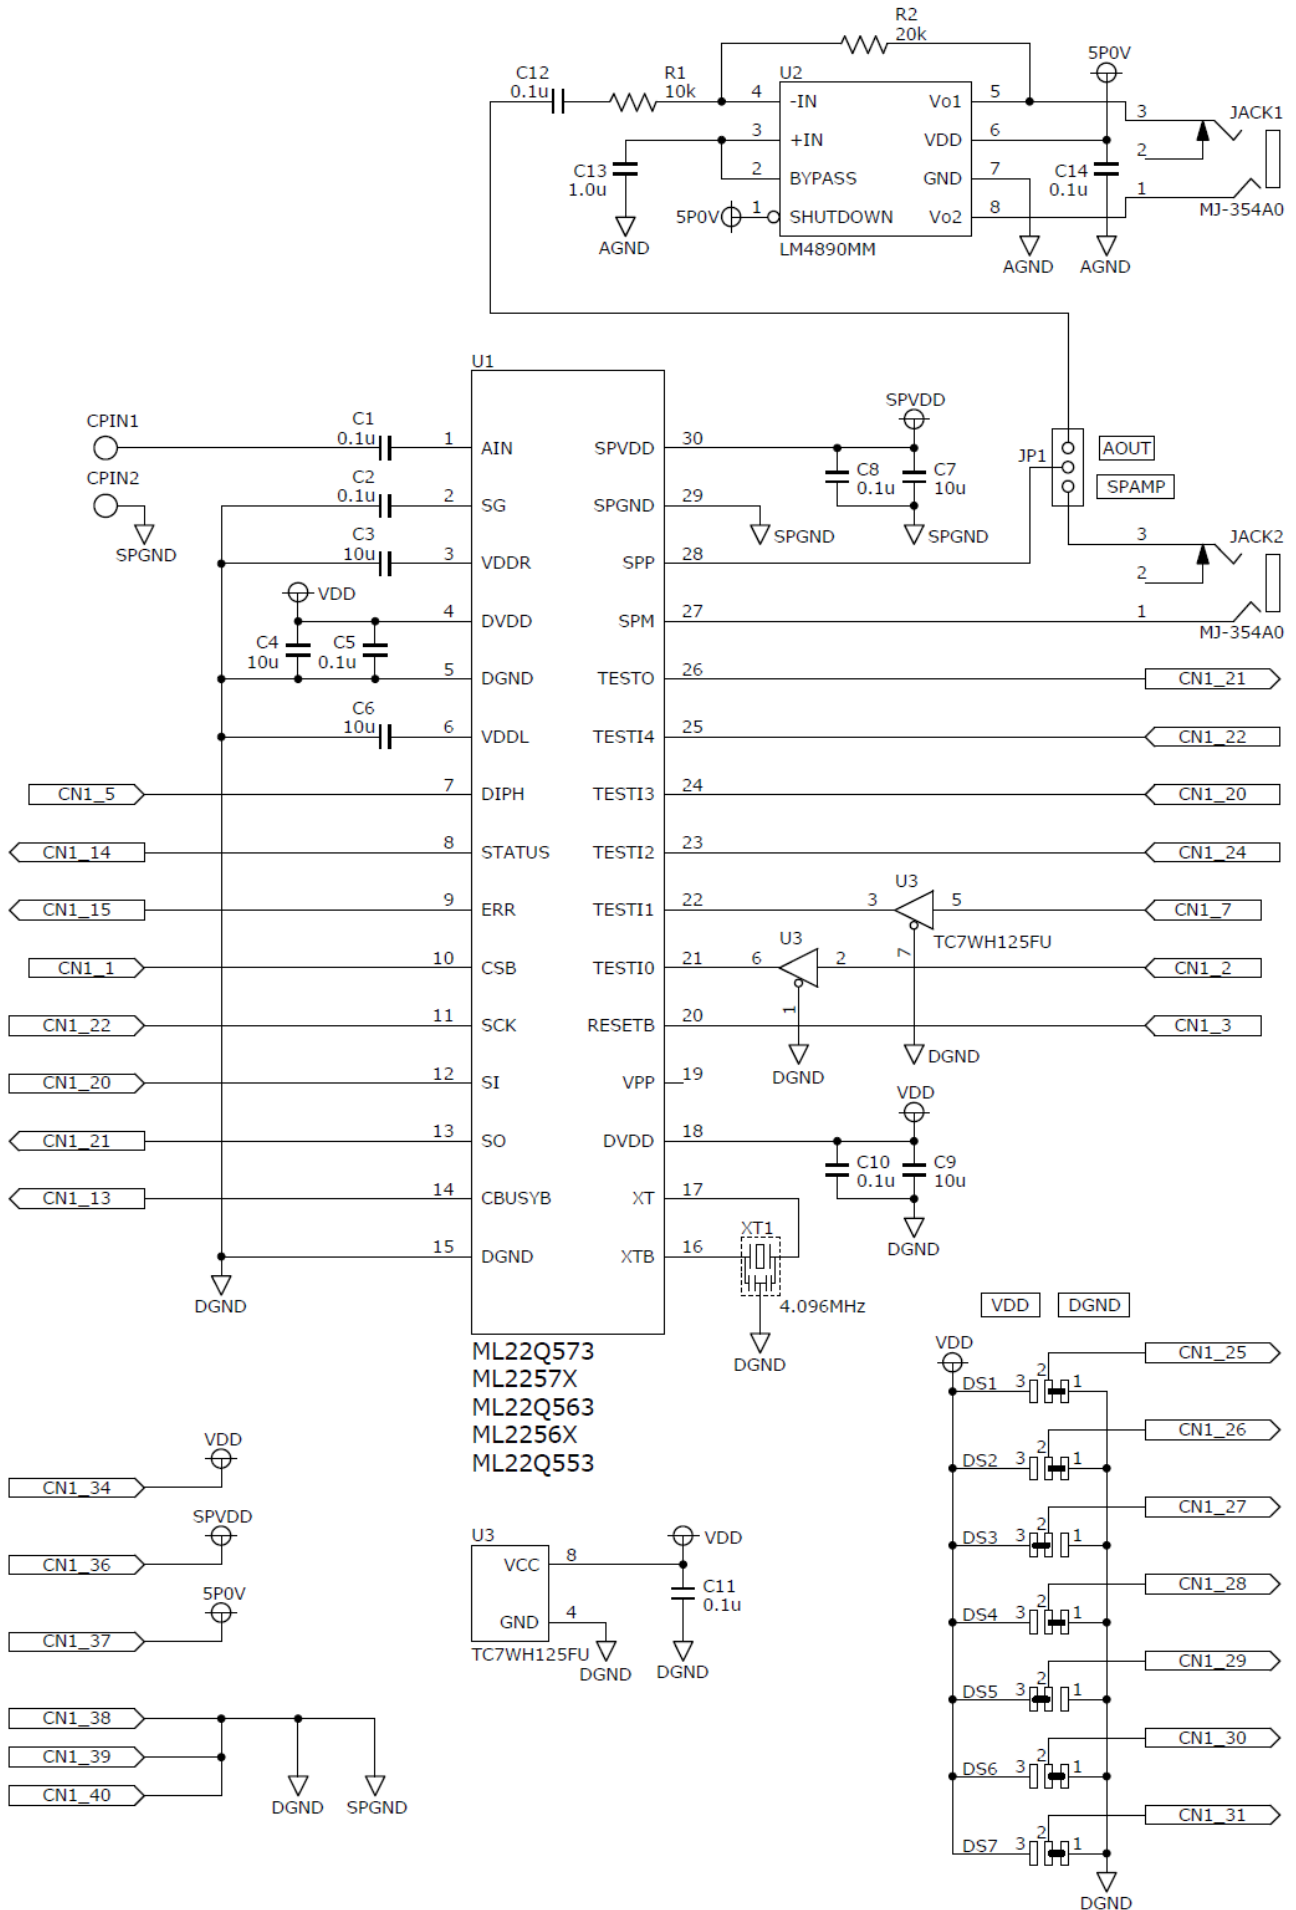 R2
20k
C12
0.1u
R1
10k
U2
5P0V
4
-IN
Vo1
5
3
JACK1
3
+IN
VDD
6
2
C13
1.0u
2
BYPASS
GND
7
C14
0.1u
1
5P0V
1
SHUTDOWN
Vo2
8
MJ-354A0
AGND
LM4890MM
AGND
AGND
U1
CPIN1
C1
0.1u
1
AIN
SPVDD
30
SPVDD
JP1
AOUT
CPIN2
C2
0.1u
2
SG
SPGND
29
C8
0.1u
C7
10u
SPAMP
SPGND
C3
10u
3
VDDR
SPP
28
SPGND
SPGND
3
JACK2
2
VDD
4
DVDD
SPM
27
1
MJ-354A0
C4
10u
C5
0.1u
5
DGND
TESTO
26
CN1_21
C6
10u
6
VDDL
TESTI4
25
CN1_22
CN1_5
7
DIPH
TESTI3
24
CN1_20
CN1_14
8
STATUS
TESTI2
23
CN1_24
CN1_15
9
ERR
TESTI1
22
3
U3
5
CN1_7
TC7WH125FU
7
CN1_1
10
CSB
TESTI0
21
6
U3
2
CN1_2
1
CN1_22
11
SCK
RESETB
20
CN1_3
DGND
DGND
CN1_20
12
SI
VPP
19
VDD
CN1_21
13
SO
DVDD
18
C10
0.1u
C9
10u
CN1_13
14
CBUSYB
XT
17
DGND
15
DGND
XTB
16
XT1
4.096MHz
DGND
DGND
ML22Q573
ML2257X
ML22Q563
ML2256X
ML22Q553
VDD
DGND
VDD
DS1
3
2
1
CN1_25
DS2
3
2
1
CN1_26
DS3
3
2
1
CN1_27
DS4
3
2
1
CN1_28
DS5
3
2
1
CN1_29
DS6
3
2
1
CN1_30
DS7
3
2
1
CN1_31
DGND
VDD
CN1_34
SPVDD
CN1_36
5P0V
CN1_37
CN1_38
CN1_39
CN1_40
DGND
SPGND
U3
VCC
8
VDD
C11
0.1u
GND
4
TC7WH125FU
DGND
DGND